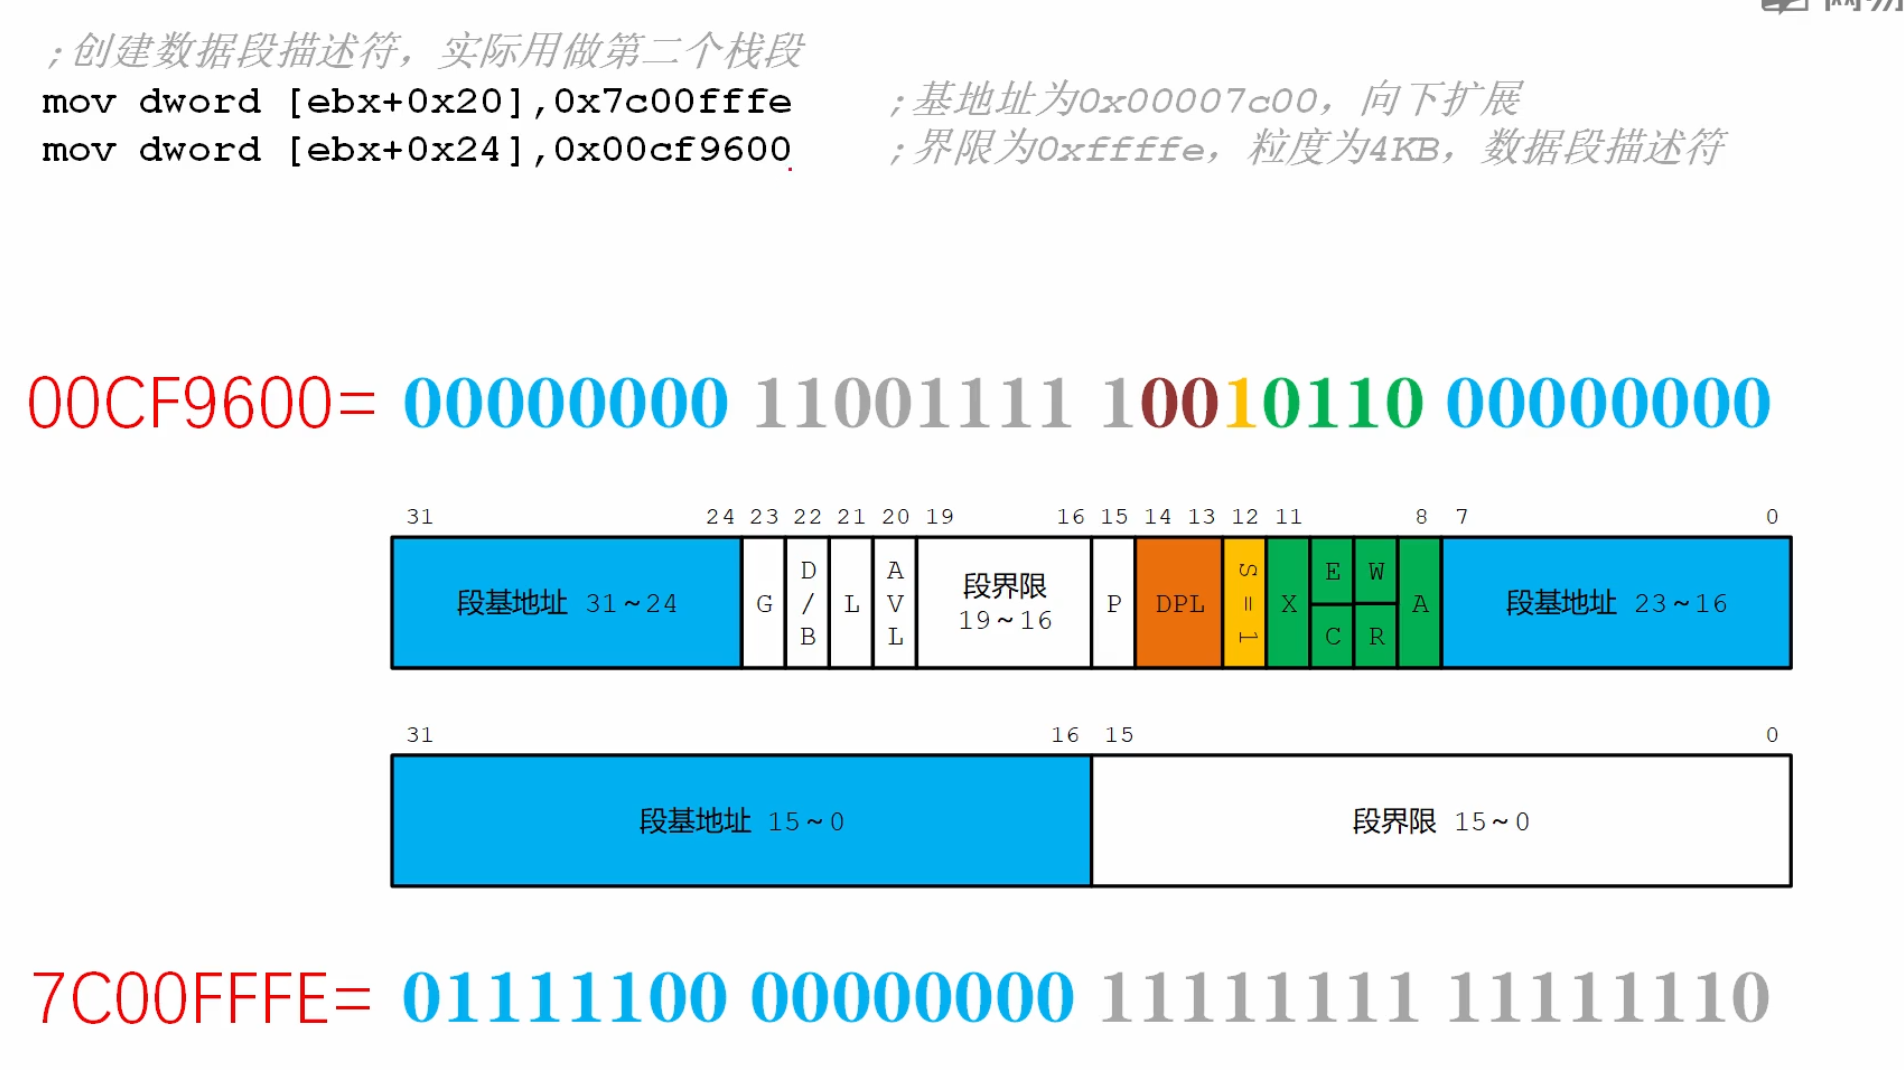 ;创建数据段描述符，实际用做第二个栈段
mov dword [ebx+0x20],0x7c00fffe ;基地址为0x00007c00，向下扩展
mov dword [ebx+0x24],0x00cf9600 ;界限为0xffffe，粒度为4KB，数据段描述符
00CF9600= 00000000 11001111 10010110 00000000
31 24 23 22 21 20 19 16 15 14 13 12 11 8 7 0
段基地址 31~24 G D/B L AVL 段界限 19~16 P DPL S=1 X E C W R A 段基地址 23~16
31 16 15 0
段基地址 15~0 段界限 15~0
7C00FFFE= 01111100 00000000 11111111 11111110